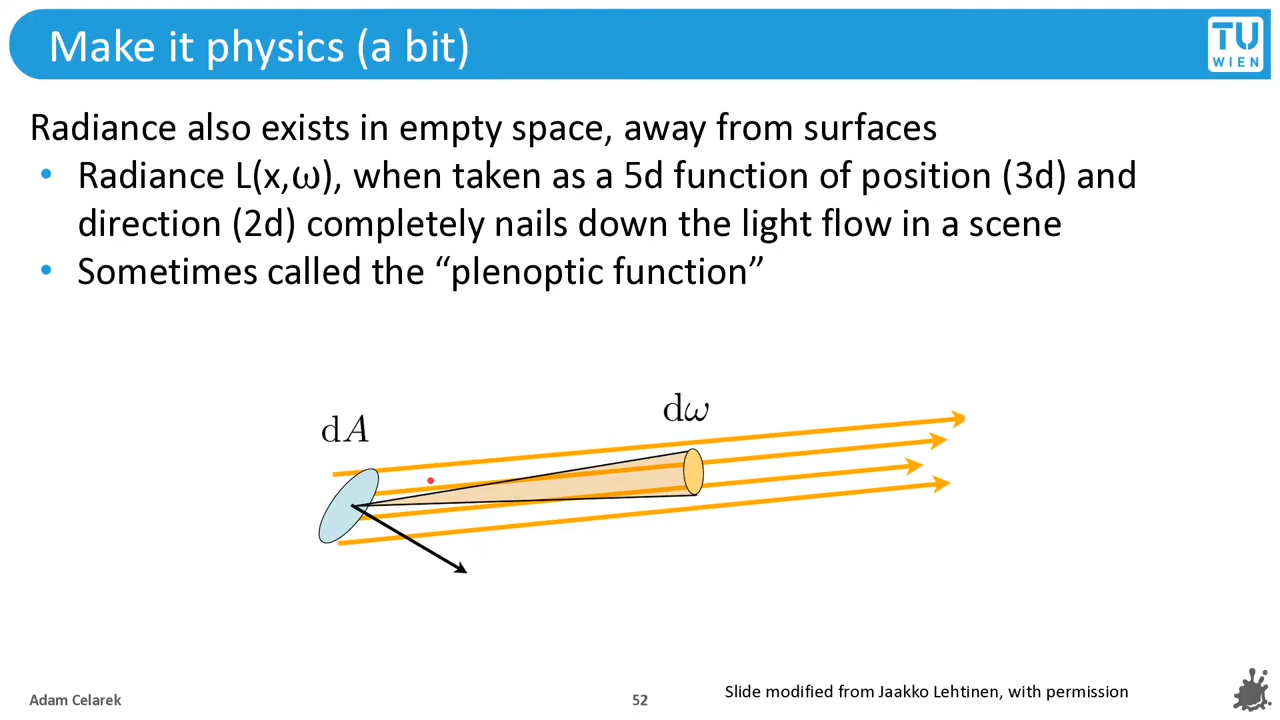 Make it physics (a bit)
TU
WIEN
Radiance also exists in empty space, away from surfaces
• Radiance L(x,ω), when taken as a 5d function of position (3d) and
direction (2d) completely nails down the light flow in a scene
• Sometimes called the “plenoptic function”
dA
dω
Adam Celarek
52
Slide modified from Jaakko Lehtinen, with permission